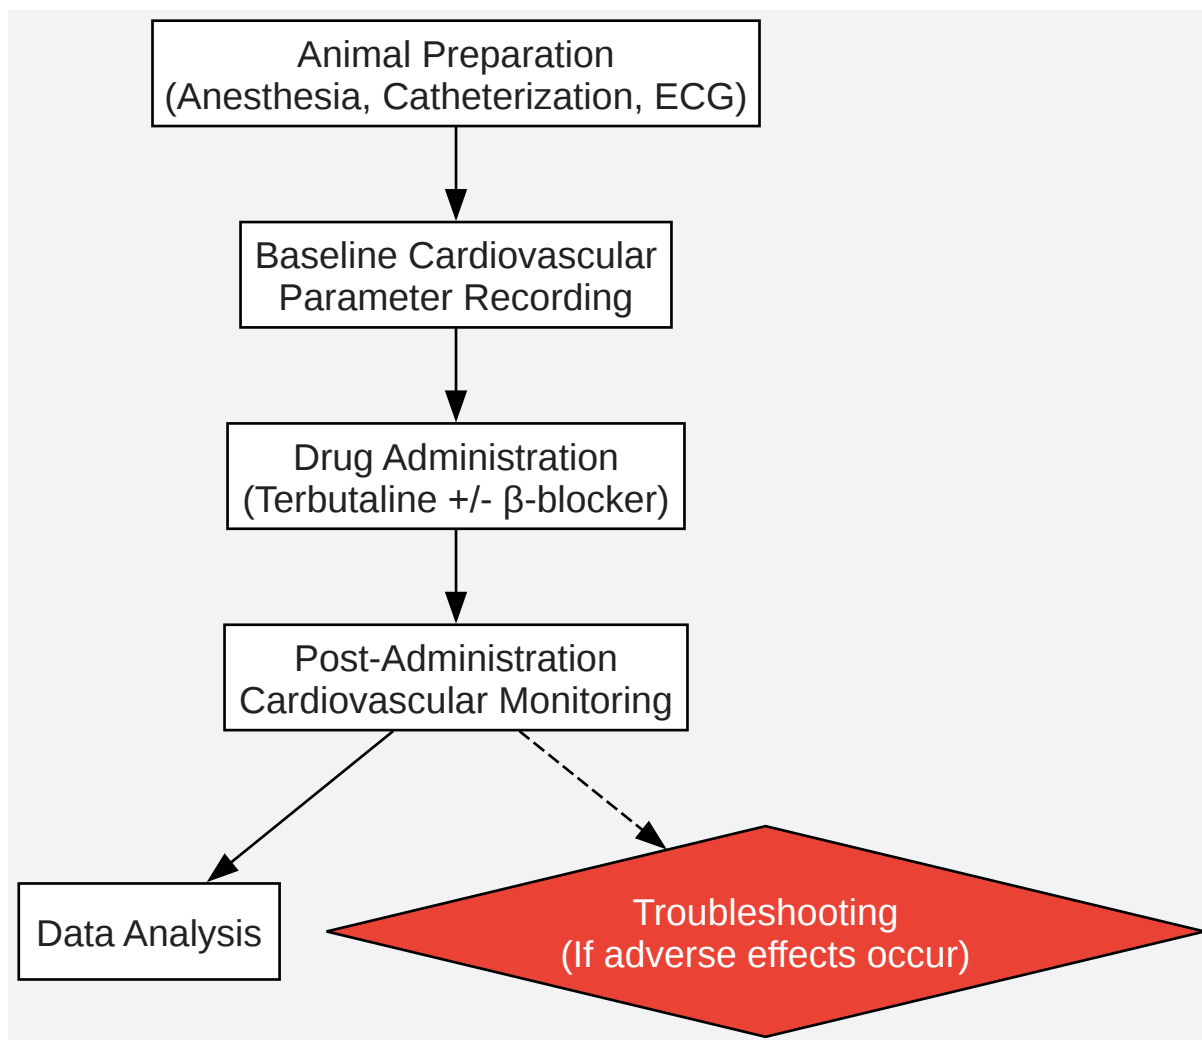 Animal Preparation
(Anesthesia, Catheterization, ECG)
Baseline Cardiovascular
Parameter Recording
Drug Administration
(Terbutaline +/- β-blocker)
Post-Administration
Cardiovascular Monitoring
Data Analysis
Troubleshooting
(If adverse effects occur)